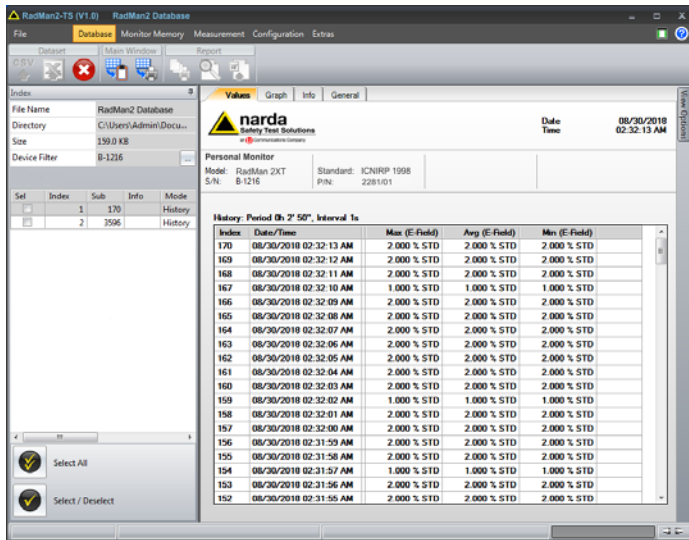 RadMan2-TS (V1.0) RadMan2 Database
File Database Monitor Memory Measurement Configuration Extras
Dataset Main Window Report
CSV
Index
File Name RadMan2 Database
Directory C:\Users\Admin\Docu...
Size 159.0 KB
Device Filter B-1216 ...
Sel Index Sub Info Mode
1 170 History
2 3596 History
Select All
Select / Deselect
Values Graph Info General
narda
Safety Test Solutions
Date 08/30/2018
Time 02:32:13 AM
Personal Monitor
Model: RadMan 2XT Standard: ICNIRP 1998
S/N: B-1216 P/N: 2281/01
History: Period 0h 2' 50", Interval 1s
Index Date/Time Max (E-Field) Avg (E-Field) Min (E-Field)
170 08/30/2018 02:32:13 AM 2.000 % STD 2.000 % STD 2.000 % STD
169 08/30/2018 02:32:12 AM 2.000 % STD 2.000 % STD 2.000 % STD
168 08/30/2018 02:32:11 AM 2.000 % STD 2.000 % STD 2.000 % STD
167 08/30/2018 02:32:10 AM 1.000 % STD 1.000 % STD 1.000 % STD
166 08/30/2018 02:32:09 AM 2.000 % STD 2.000 % STD 2.000 % STD
165 08/30/2018 02:32:08 AM 2.000 % STD 2.000 % STD 2.000 % STD
164 08/30/2018 02:32:07 AM 2.000 % STD 2.000 % STD 2.000 % STD
163 08/30/2018 02:32:06 AM 2.000 % STD 2.000 % STD 2.000 % STD
162 08/30/2018 02:32:05 AM 2.000 % STD 2.000 % STD 2.000 % STD
161 08/30/2018 02:32:04 AM 2.000 % STD 2.000 % STD 2.000 % STD
160 08/30/2018 02:32:03 AM 2.000 % STD 2.000 % STD 2.000 % STD
159 08/30/2018 02:32:02 AM 1.000 % STD 1.000 % STD 1.000 % STD
158 08/30/2018 02:32:01 AM 2.000 % STD 2.000 % STD 2.000 % STD
157 08/30/2018 02:32:00 AM 2.000 % STD 2.000 % STD 2.000 % STD
156 08/30/2018 02:31:59 AM 2.000 % STD 2.000 % STD 2.000 % STD
155 08/30/2018 02:31:58 AM 2.000 % STD 2.000 % STD 2.000 % STD
154 08/30/2018 02:31:57 AM 1.000 % STD 1.000 % STD 1.000 % STD
153 08/30/2018 02:31:56 AM 2.000 % STD 2.000 % STD 2.000 % STD
152 08/30/2018 02:31:55 AM 2.000 % STD 2.000 % STD 2.000 % STD
View Options